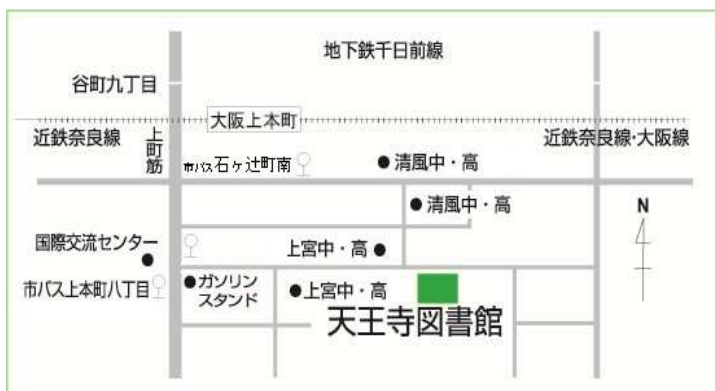 地下鉄千日前線
谷町九丁目
大阪上本町
近鉄奈良線
上町筋
近鉄奈良線・大阪線
市バス石ヶ辻町南
清風中・高
清風中・高
N
国際交流センター
上宮中・高
市バス上本町八丁目
ガソリン
スタンド
上宮中・高
天王寺図書館